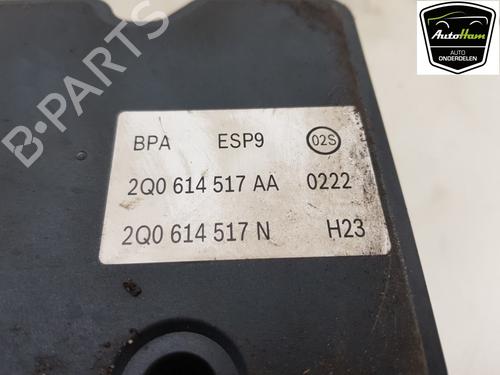 AutoHam
AUTO
ONDERDELEN
BPA ESP9 02S
2Q0 614 517 AA 0222
2Q0 614 517 N H23
B-PARTS